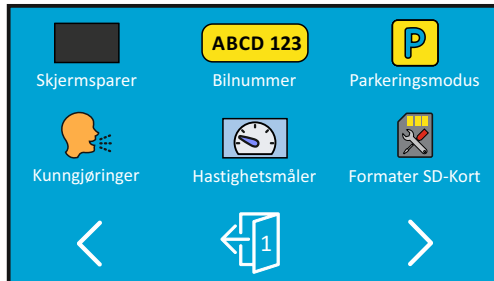 ABCD 123
P
Skjermsparer
Bilnummer
Parkeringsmodus
Kunngjøringer
Hastighetsmåler
Formater SD-Kort
1